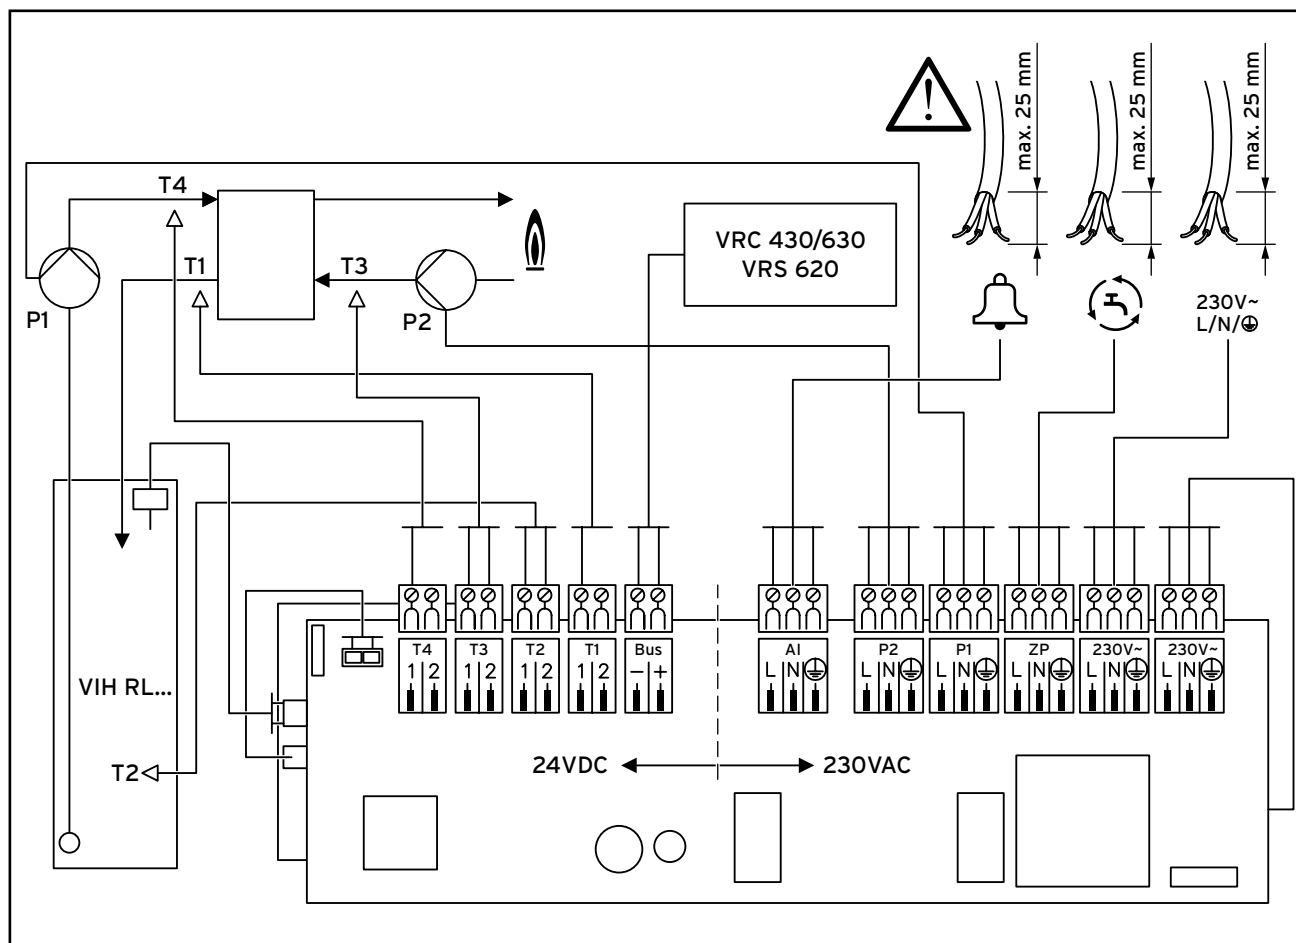 max. 25 mm
max. 25 mm
max. 25 mm
T4
T1
T3
P1
P2
VRC 430/630
VRS 620
230V~
L/N/⏚
T4
1 2
T3
1 2
T2
1 2
T1
1 2
Bus
− +
AI
L N ⏚
P2
L N ⏚
P1
L N ⏚
ZP
L N ⏚
230V~
L N ⏚
230V~
L N ⏚
VIH RL...
T2
24VDC
230VAC